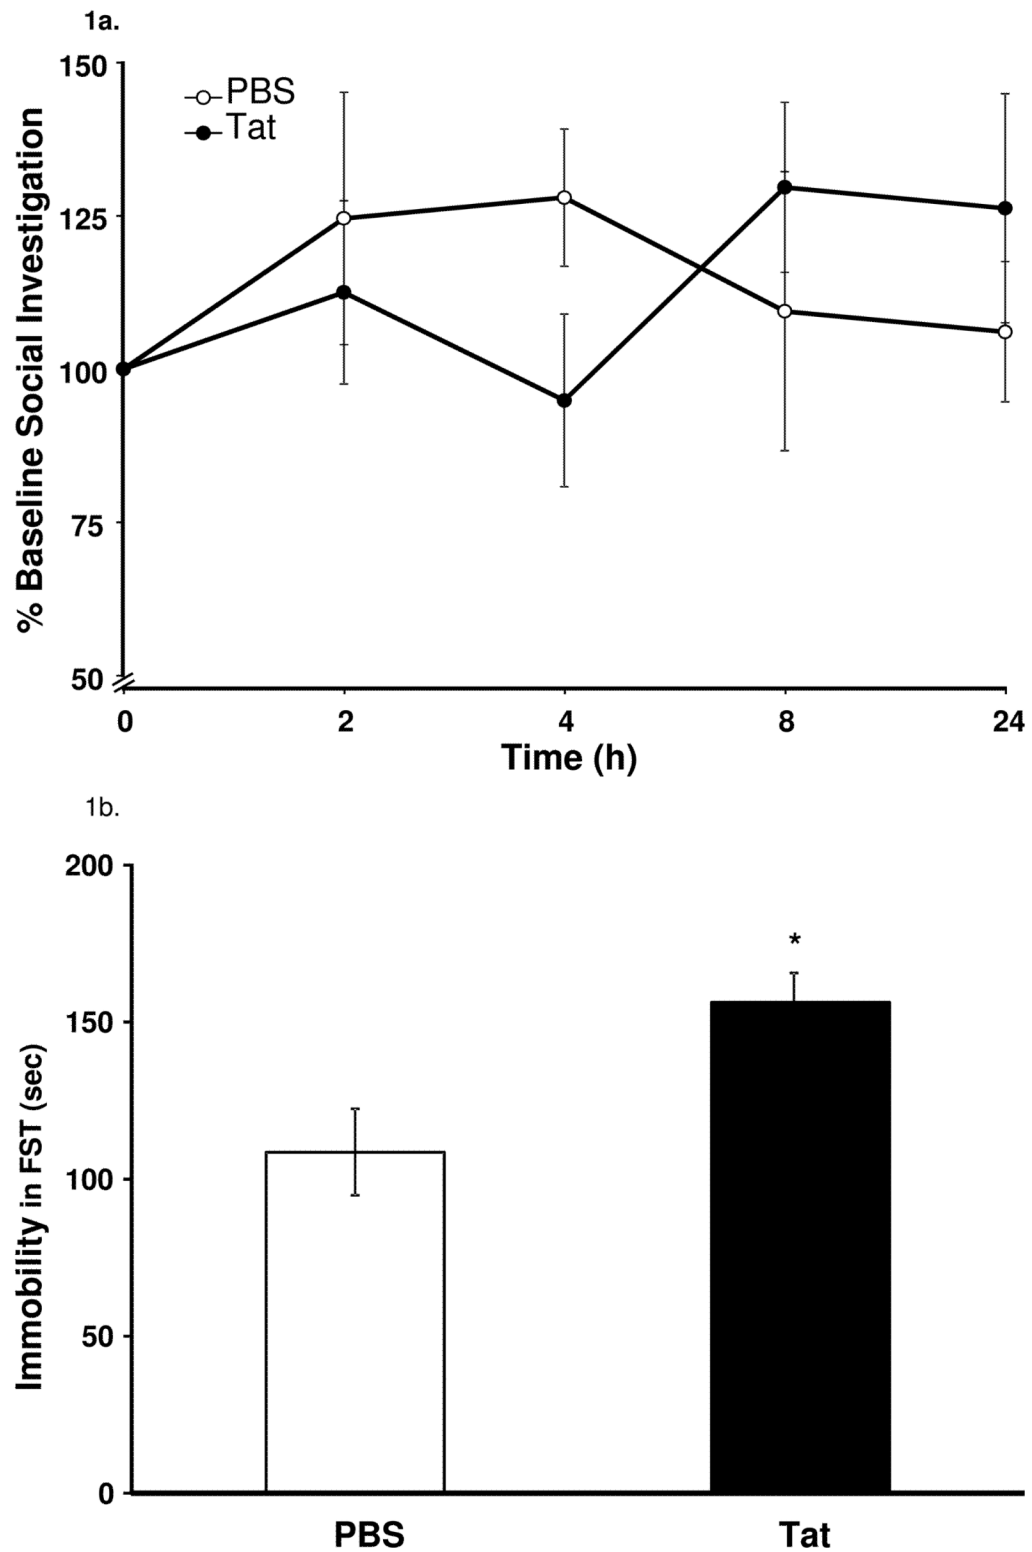 1a.
% Baseline Social Investigation
150
125
100
75
50
PBS
Tat
0 2 4 8 24
Time (h)
1b.
Immobility in FST (sec)
200
150
100
50
0
*
PBS Tat